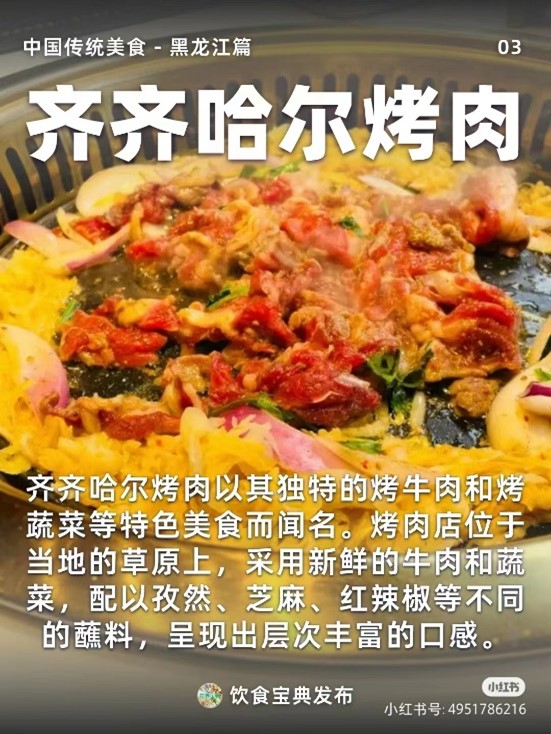 中国传统美食 - 黑龙江篇
03
齐齐哈尔烤肉
齐齐哈尔烤肉以其独特的烤牛肉和烤
蔬菜等特色美食而闻名。烤肉店位于
当地的草原上，采用新鲜的牛肉和蔬
菜，配以孜然、芝麻、红辣椒等不同
的蘸料，呈现出层次丰富的口感。
饮食宝典发布
小红书
小红书号: 4951786216